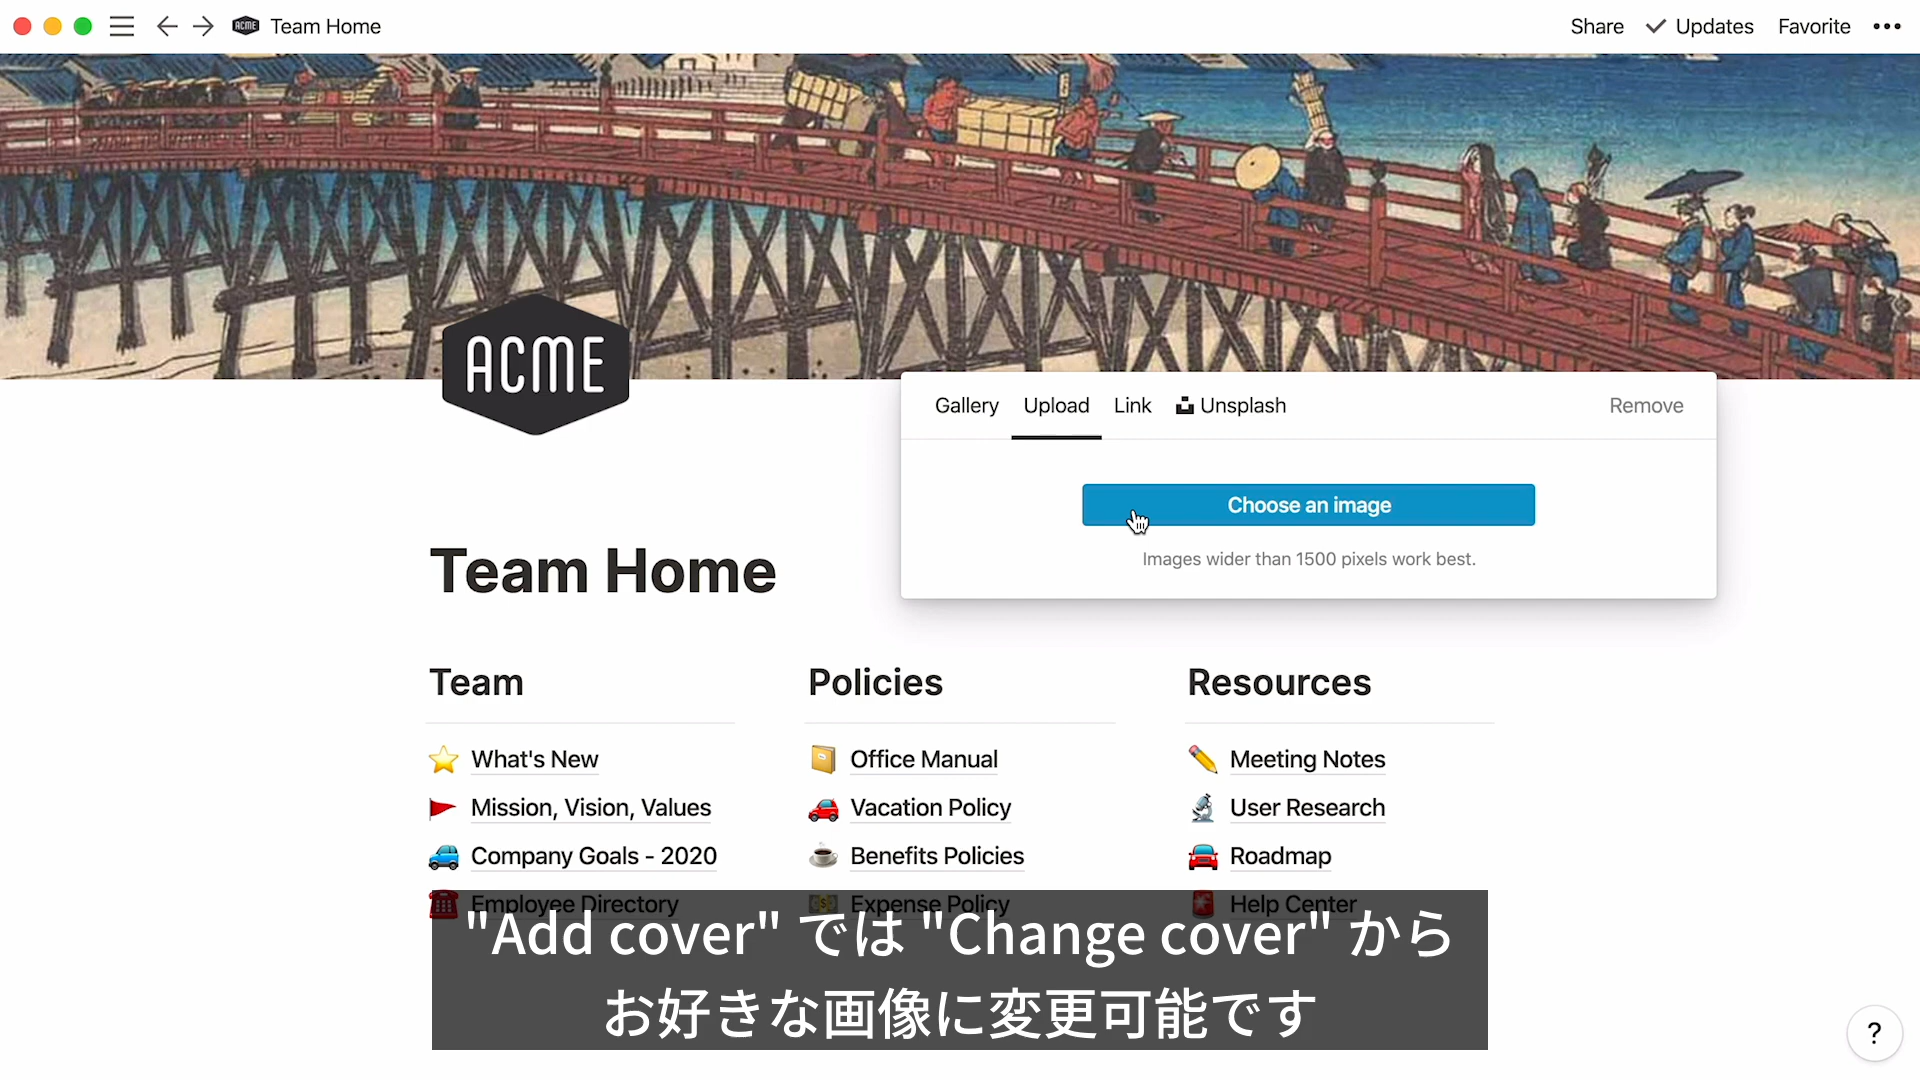 ACME Team Home
Share Updates Favorite
ACME
Gallery Upload Link Unsplash Remove
Choose an image
Images wider than 1500 pixels work best.
Team Home
Team
What's New
Mission, Vision, Values
Company Goals - 2020
Employee Directory
Policies
Office Manual
Vacation Policy
Benefits Policies
Expense Policy
Resources
Meeting Notes
User Research
Roadmap
Help Center
"Add cover" では "Change cover" から
お好きな画像に変更可能です
?